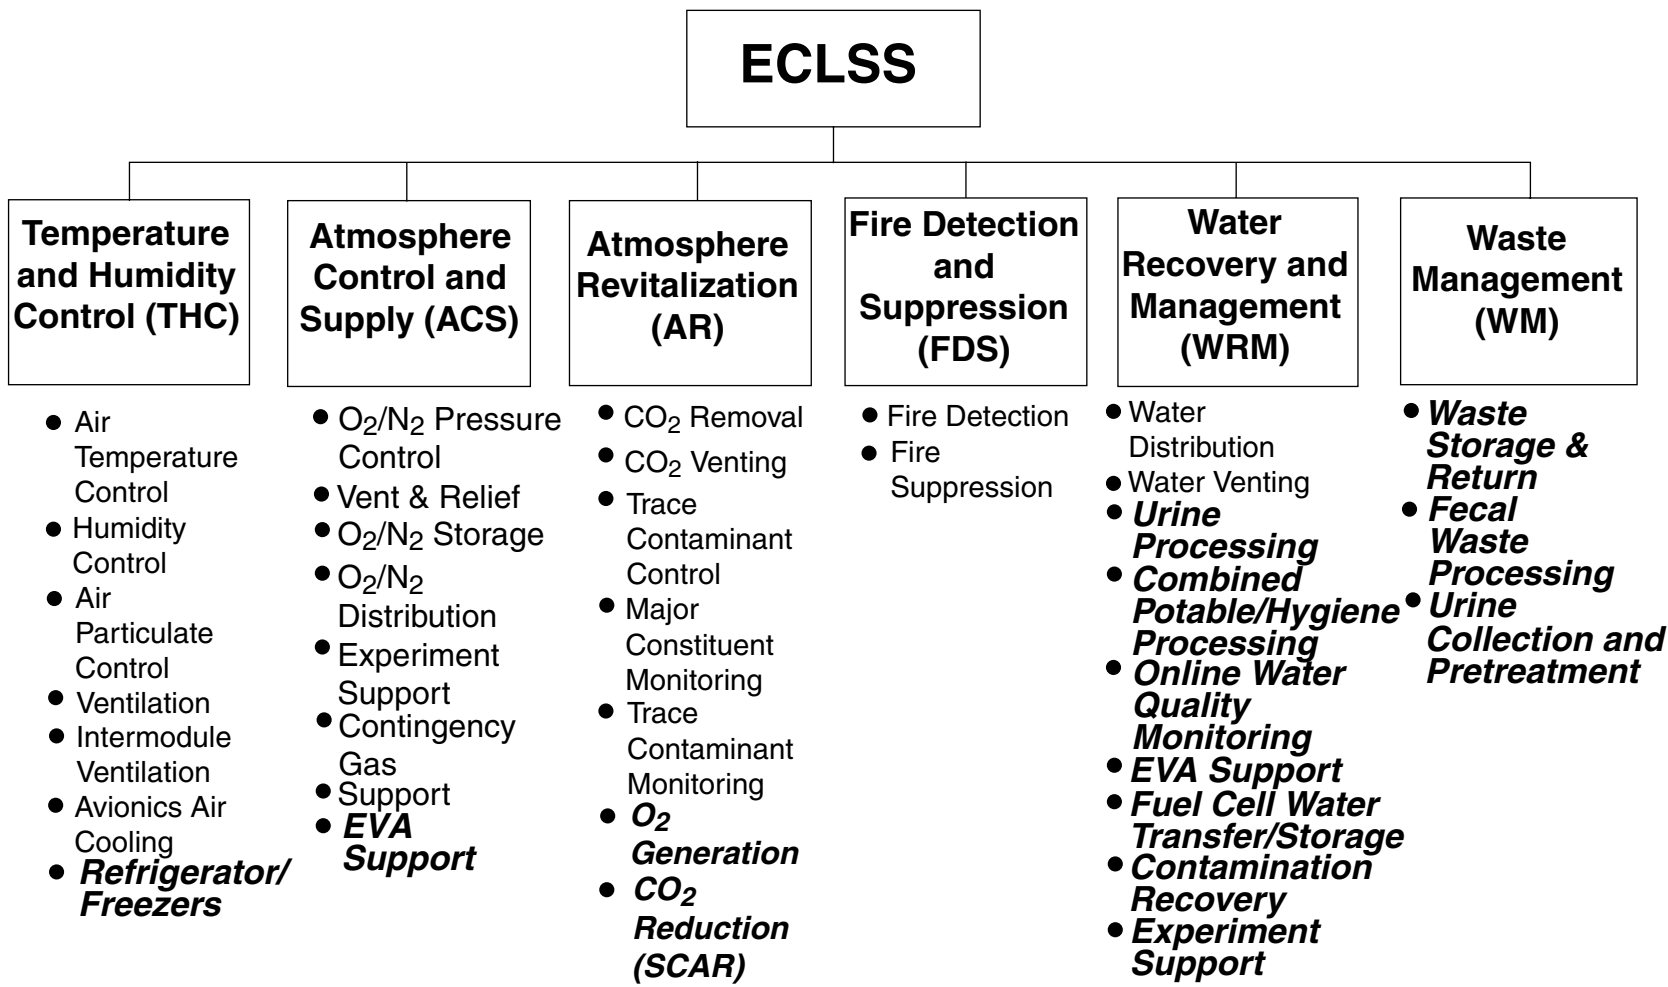 ECLSS
Temperature
and Humidity
Control (THC)
● Air
Temperature
Control
● Humidity
Control
● Air
Particulate
Control
● Ventilation
● Intermodule
Ventilation
● Avionics Air
Cooling
● Refrigerator/
Freezers
Atmosphere
Control and
Supply (ACS)
● O₂/N₂ Pressure
Control
● Vent & Relief
● O₂/N₂ Storage
● O₂/N₂
Distribution
● Experiment
Support
● Contingency
Gas
● Support
● EVA
Support
Atmosphere
Revitalization
(AR)
● CO₂ Removal
● CO₂ Venting
● Trace
Contaminant
Control
● Major
Constituent
Monitoring
● Trace
Contaminant
Monitoring
● O₂
Generation
● CO₂
Reduction
(SCAR)
Fire Detection
and
Suppression
(FDS)
● Fire Detection
● Fire
Suppression
Water
Recovery and
Management
(WRM)
● Water
Distribution
● Water Venting
● Urine
Processing
● Combined
Potable/Hygiene
Processing
● Online Water
Quality
Monitoring
● EVA Support
● Fuel Cell Water
Transfer/Storage
● Contamination
Recovery
● Experiment
Support
Waste
Management
(WM)
● Waste
Storage &
Return
● Fecal
Waste
Processing
● Urine
Collection and
Pretreatment